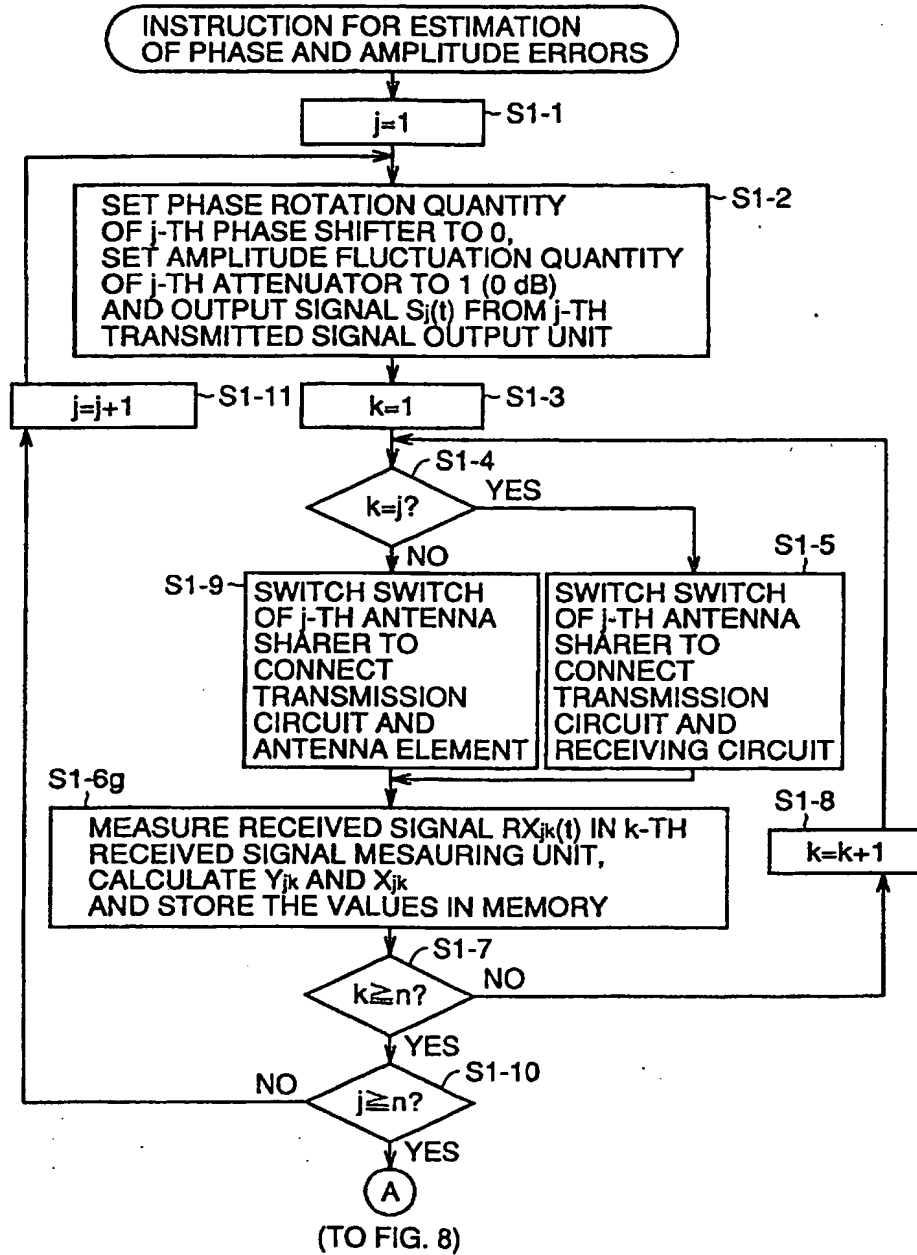 INSTRUCTION FOR ESTIMATION
OF PHASE AND AMPLITUDE ERRORS
j=1
S1-1
SET PHASE ROTATION QUANTITY
OF j-TH PHASE SHIFTER TO 0,
SET AMPLITUDE FLUCTUATION QUANTITY
OF j-TH ATTENUATOR TO 1 (0 dB)
AND OUTPUT SIGNAL Sj(t) FROM j-TH
TRANSMITTED SIGNAL OUTPUT UNIT
S1-2
j=j+1
S1-11
k=1
S1-3
S1-4
k=j?
YES
NO
S1-9
SWITCH SWITCH
OF j-TH ANTENNA
SHARER TO
CONNECT
TRANSMISSION
CIRCUIT AND
ANTENNA ELEMENT
S1-5
SWITCH SWITCH
OF j-TH ANTENNA
SHARER TO
CONNECT
TRANSMISSION
CIRCUIT AND
RECEIVING CIRCUIT
S1-6g
MEASURE RECEIVED SIGNAL RXjk(t) IN k-TH
RECEIVED SIGNAL MESAURING UNIT,
CALCULATE Yjk AND Xjk
AND STORE THE VALUES IN MEMORY
S1-8
k=k+1
S1-7
k≧n?
NO
YES
S1-10
NO
j≧n?
YES
A
(TO FIG. 8)